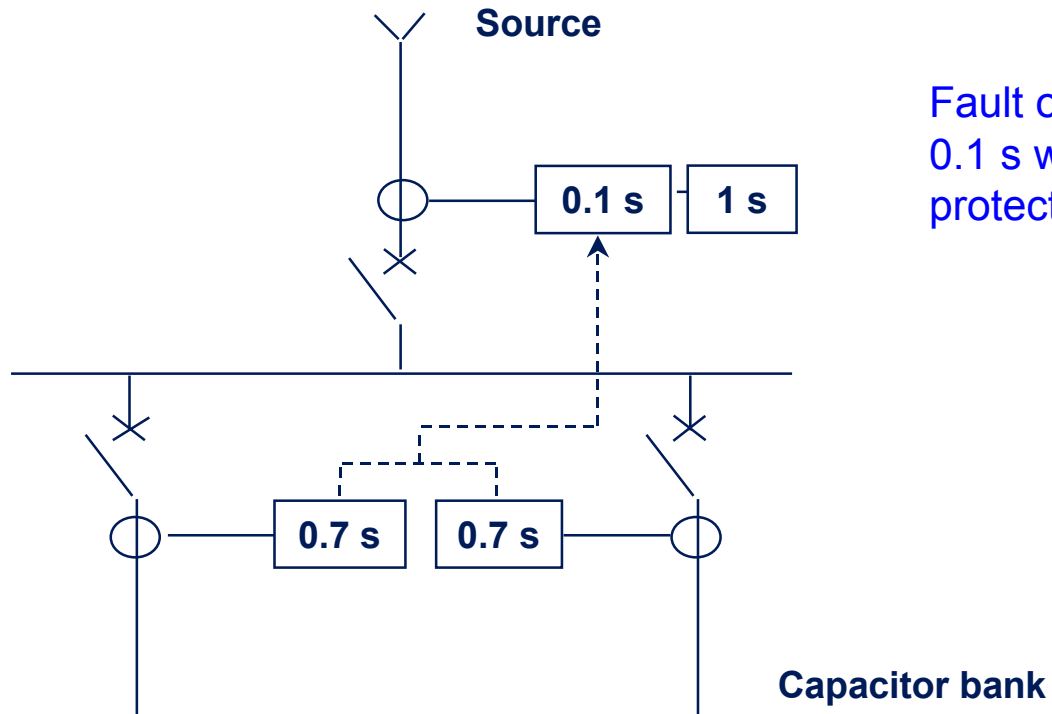 Source
Fault
0.1 s
protect
0.1 s
1 s
0.7 s
0.7 s
Capacitor bank